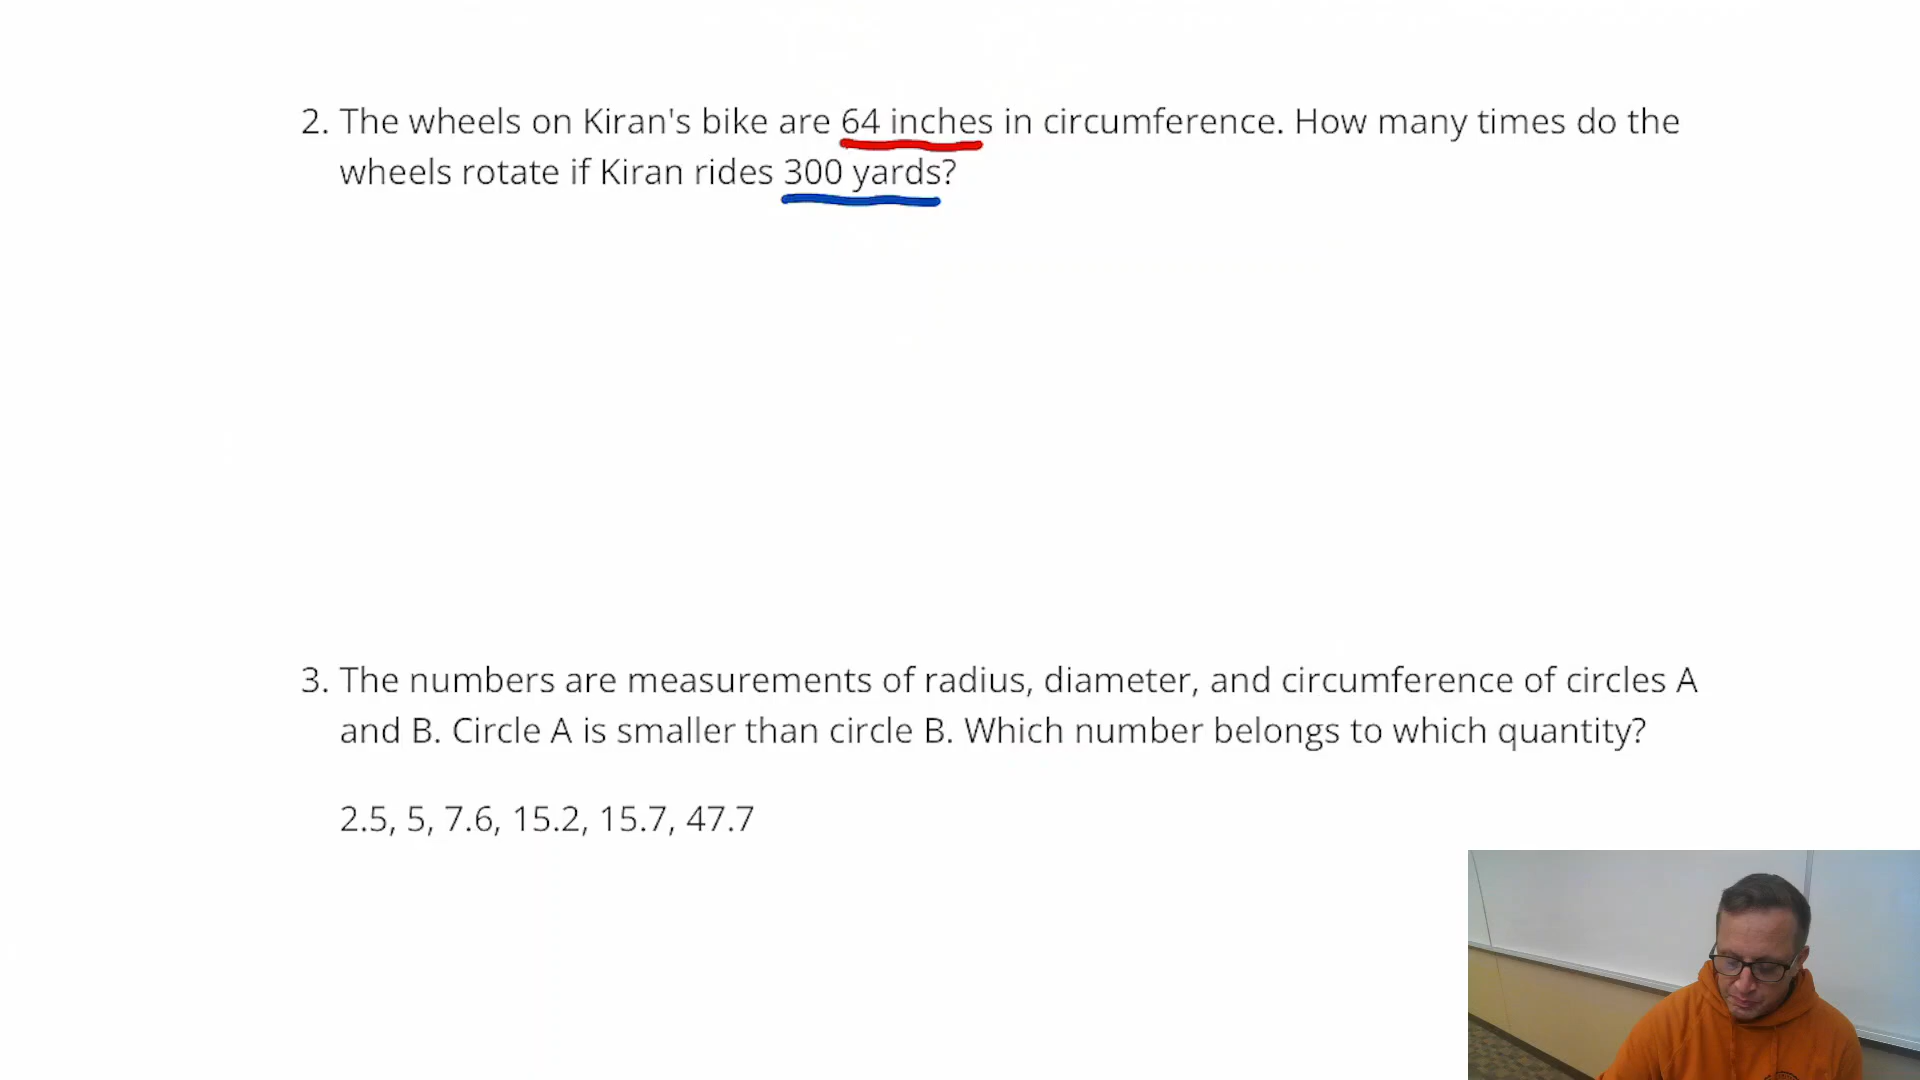 2. The wheels on Kiran's bike are 64 inches in circumference. How many times do the
wheels rotate if Kiran rides 300 yards?
3. The numbers are measurements of radius, diameter, and circumference of circles A
and B. Circle A is smaller than circle B. Which number belongs to which quantity?
2.5, 5, 7.6, 15.2, 15.7, 47.7